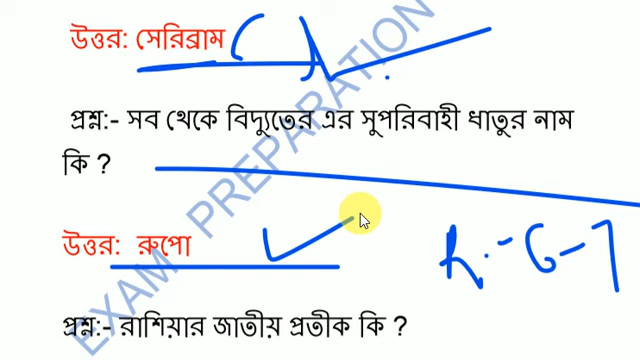 উত্তর: সেরিব্রাম
প্রশ্ন:- সব থেকে বিদ্যুতের এর সুপরিবাহী ধাতুর নাম
কি ?
উত্তর: রুপো
প্রশ্ন:- রাশিয়ার জাতীয় প্রতীক কি ?
EXAM PREPARATION